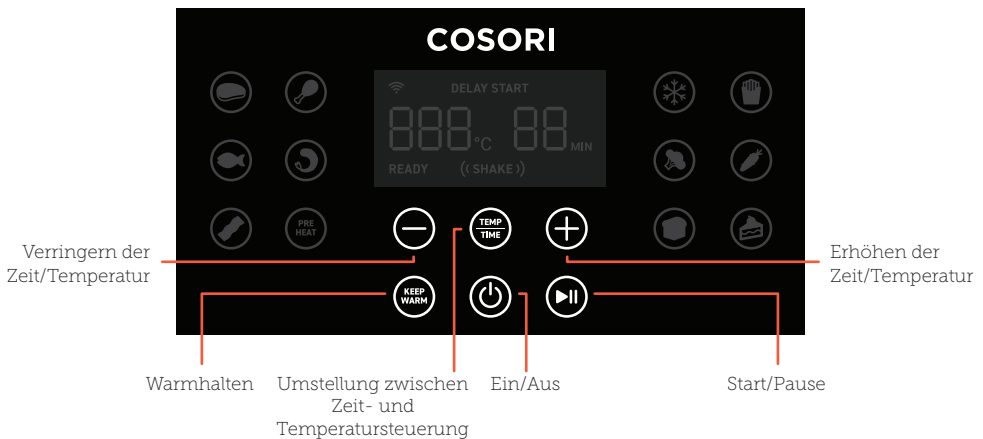 COSORI
DELAY START
888 °C 88 MIN
READY ((SHAKE))
PRE
HEAT
TEMP
TIME
Verringern der
Zeit/Temperatur
Erhöhen der
Zeit/Temperatur
KEEP
WARM
Warmhalten
Umstellung zwischen
Zeit- und
Temperatursteuerung
Ein/Aus
Start/Pause